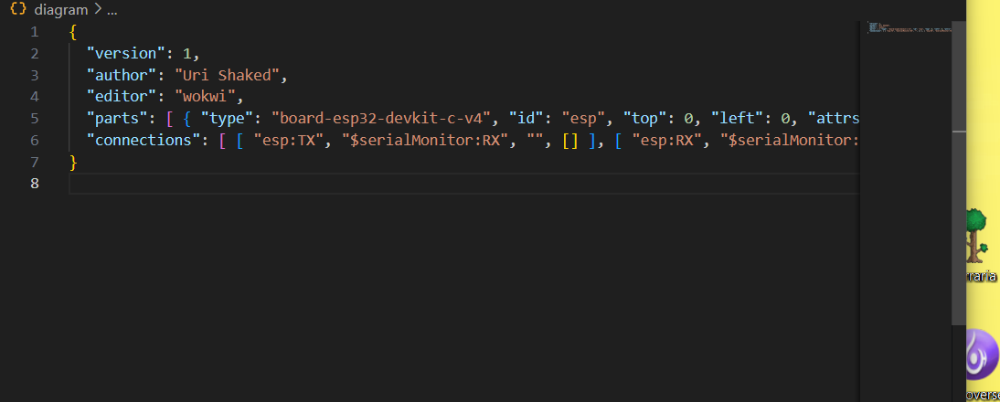 {} diagram > ...
1 {
2 "version": 1,
3 "author": "Uri Shaked",
4 "editor": "wokwi",
5 "parts": [ { "type": "board-esp32-devkit-c-v4", "id": "esp", "top": 0, "left": 0, "attrs
6 "connections": [ [ "esp:TX", "$serialMonitor:RX", "", [] ], [ "esp:RX", "$serialMonitor:
7 }
8
rraria
overse